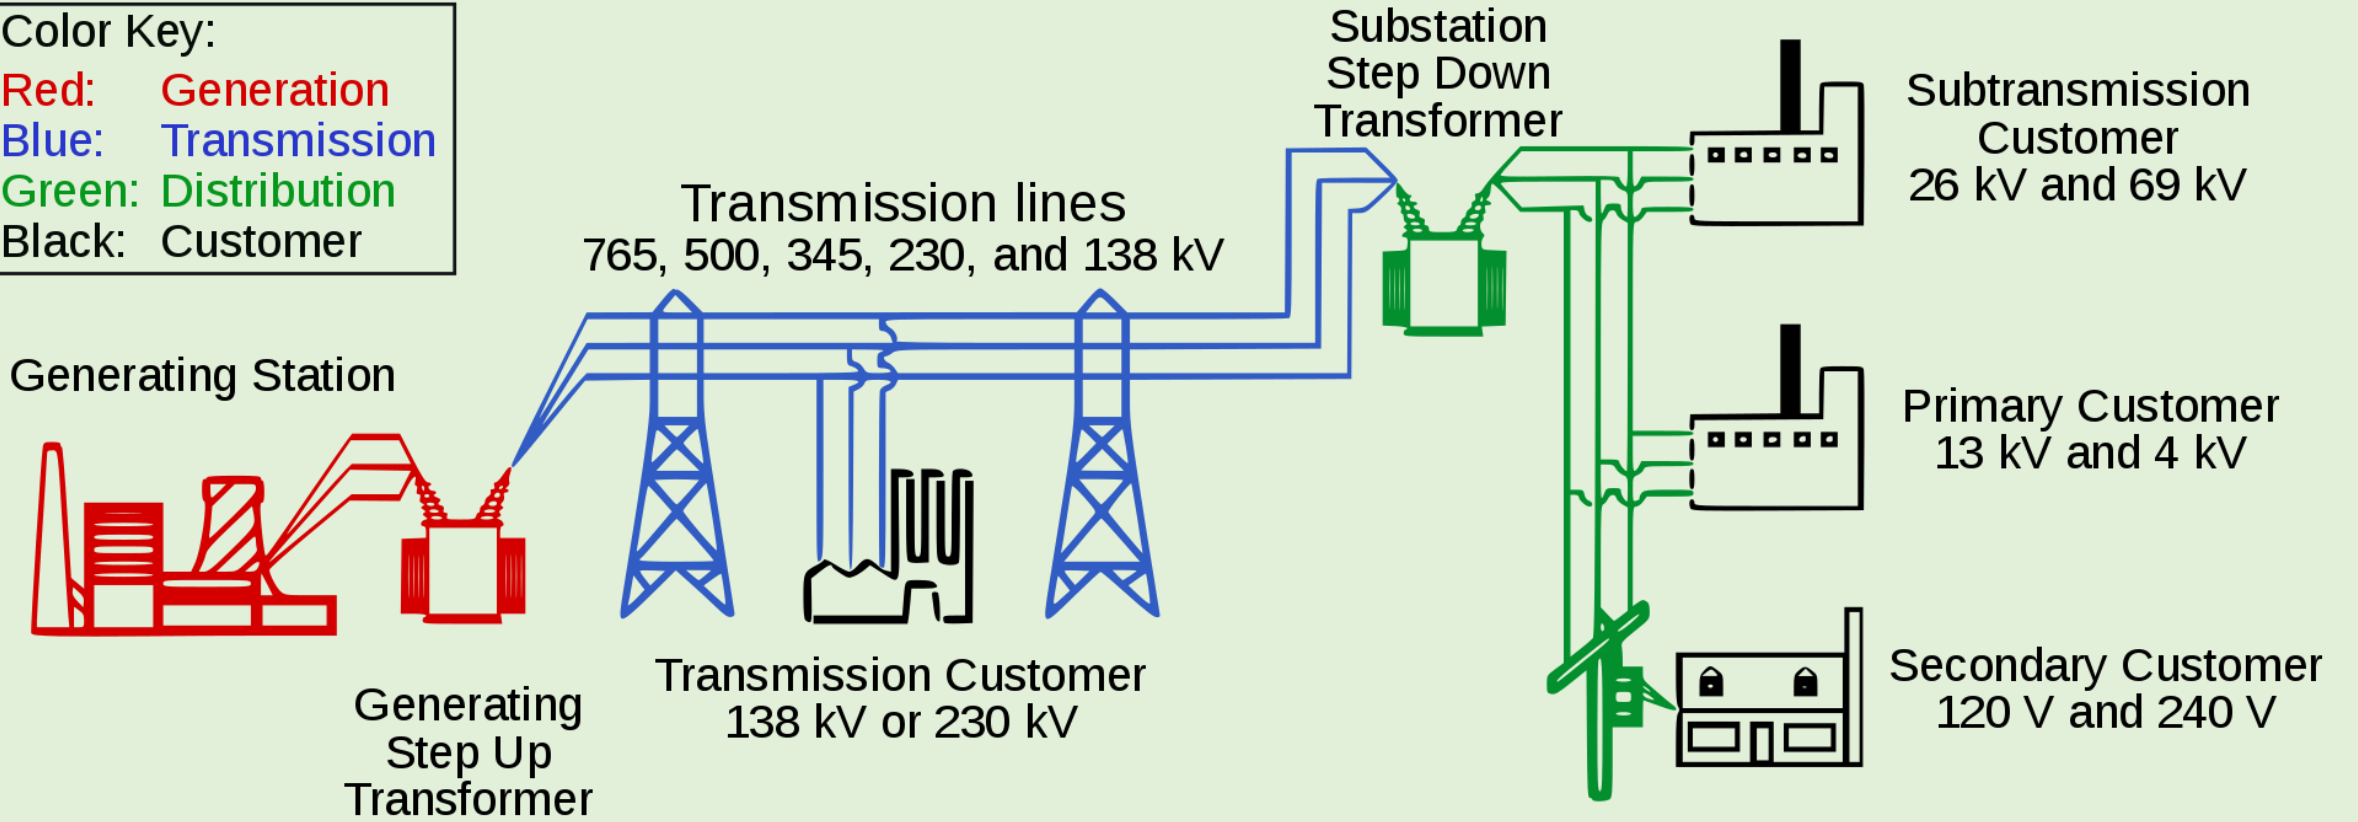 Color Key:
Red: Generation
Blue: Transmission
Green: Distribution
Black: Customer
Generating Station
Generating
Step Up
Transformer
Transmission lines
765, 500, 345, 230, and 138 kV
Transmission Customer
138 kV or 230 kV
Substation
Step Down
Transformer
Subtransmission
Customer
26 kV and 69 kV
Primary Customer
13 kV and 4 kV
Secondary Customer
120 V and 240 V